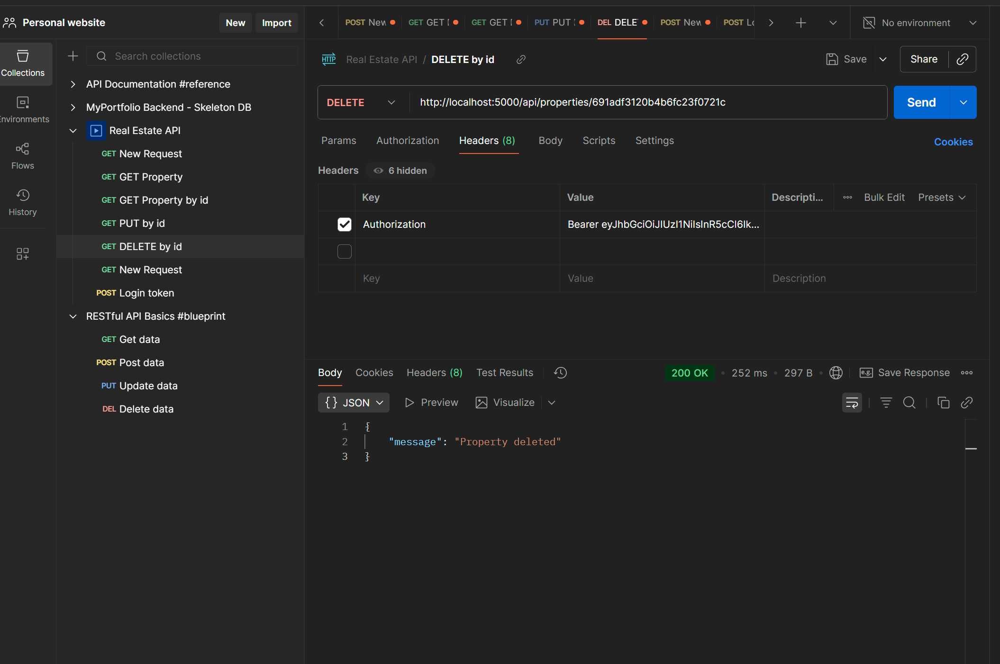 Personal website
New
Import
POST New
GET GET
GET GET
PUT PUT
DEL DELE
POST New
POST
No environment
Collections
Environments
Flows
History
Search collections
API Documentation #reference
MyPortfolio Backend - Skeleton DB
Real Estate API
GET New Request
GET GET Property
GET GET Property by id
GET PUT by id
GET DELETE by id
GET New Request
POST Login token
RESTful API Basics #blueprint
GET Get data
POST Post data
PUT Update data
DEL Delete data
HTTP Real Estate API / DELETE by id
Save
Share
DELETE http://localhost:5000/api/properties/691adf3120b4b6fc23f0721c
Send
Params Authorization Headers (8) Body Scripts Settings
Cookies
Headers 6 hidden
Key Value Descripti... Bulk Edit Presets
Authorization Bearer eyJhbGciOiJIUzI1NiIsInR5cCI6Ik...
Key Value Description
Body Cookies Headers (8) Test Results
200 OK • 252 ms • 297 B
e.g. Save Response
{} JSON Preview Visualize
1 {
2 "message": "Property deleted"
3 }